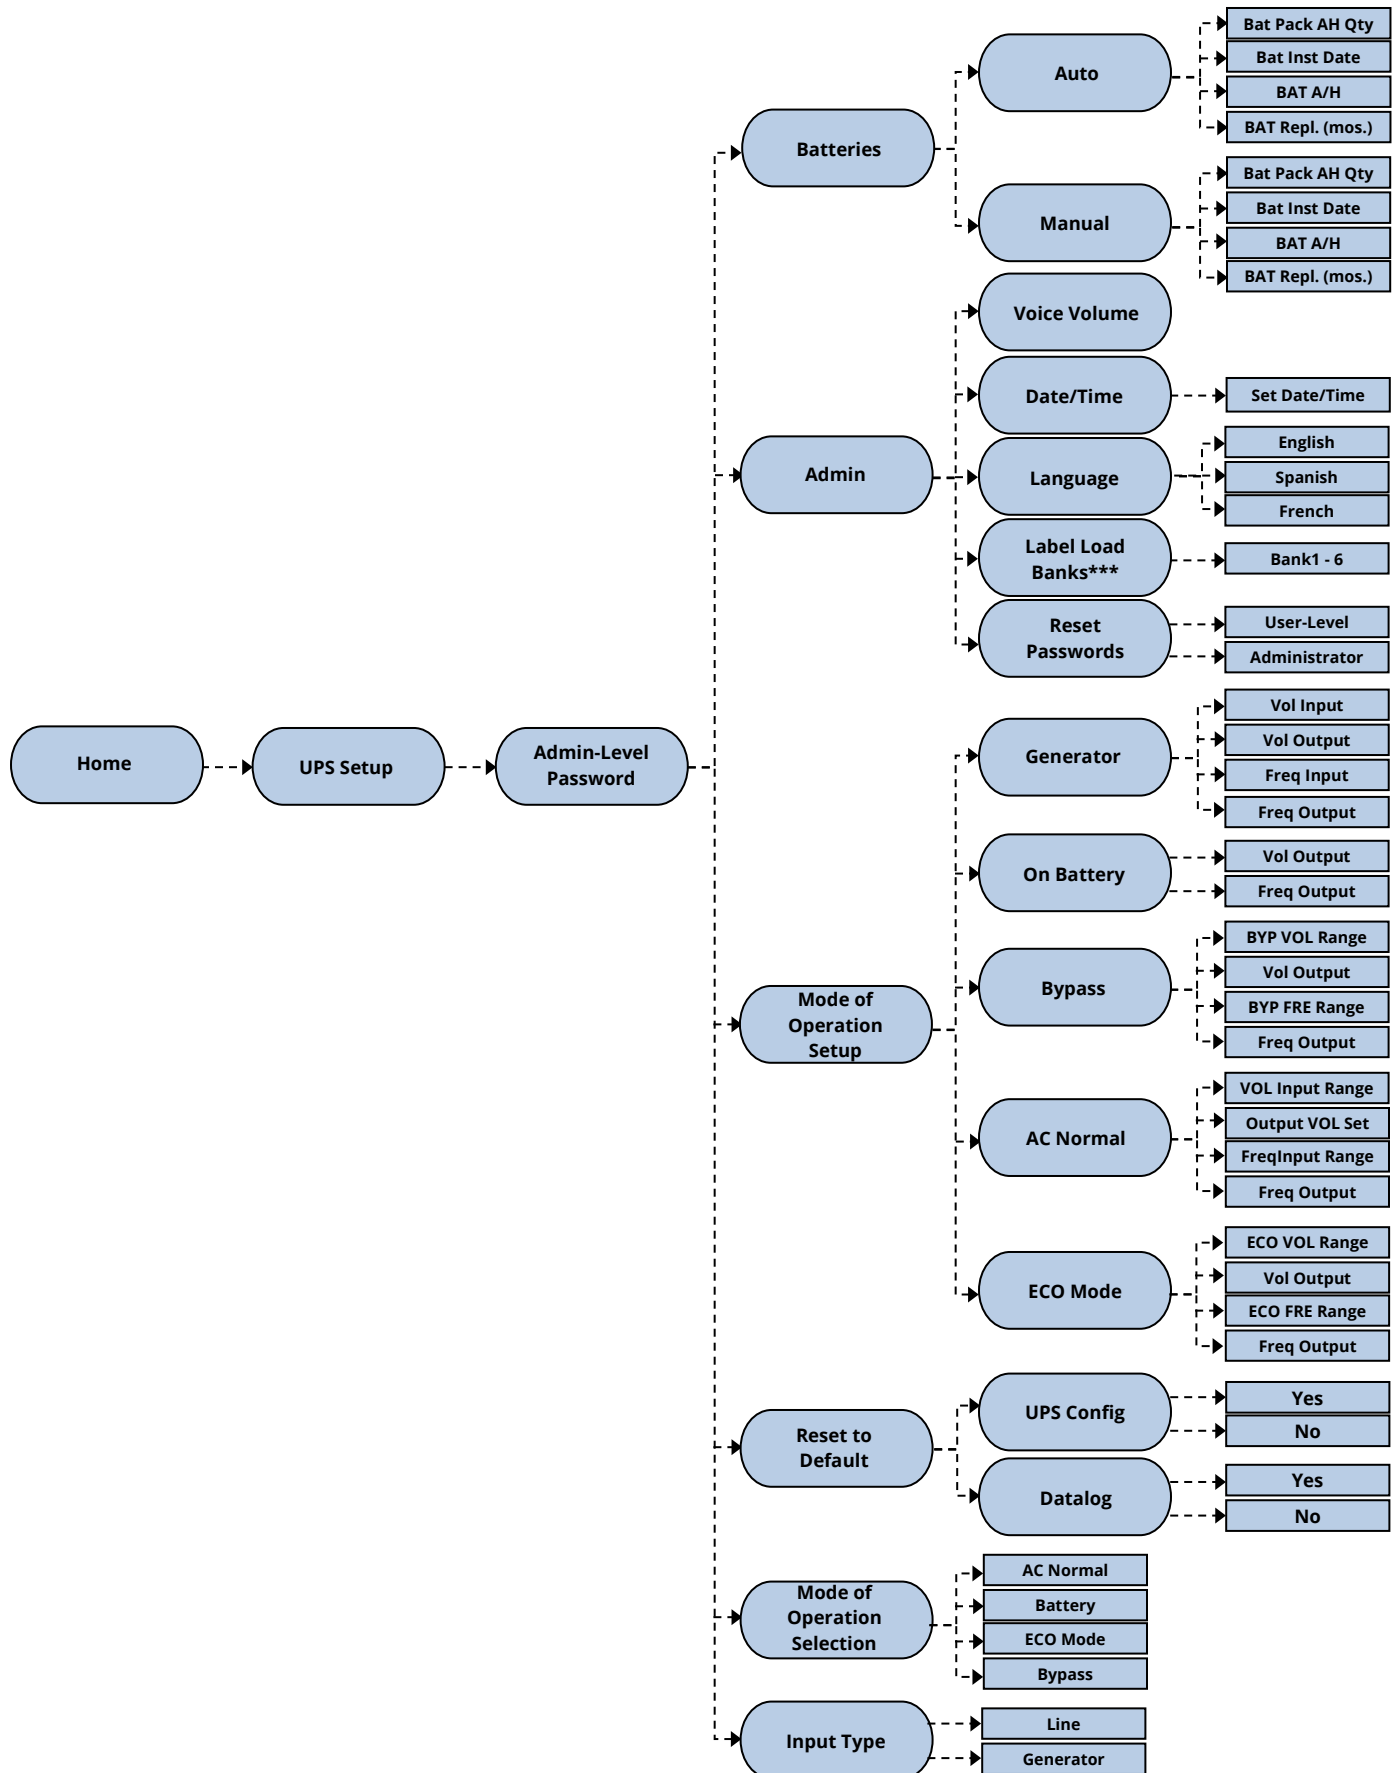 Home
UPS Setup
Admin-Level
Password
Batteries
Auto
Bat Pack AH Qty
Bat Inst Date
BAT A/H
BAT Repl. (mos.)
Manual
Bat Pack AH Qty
Bat Inst Date
BAT A/H
BAT Repl. (mos.)
Admin
Voice Volume
Date/Time
Set Date/Time
Language
English
Spanish
French
Label Load
Banks***
Bank1 - 6
Reset
Passwords
User-Level
Administrator
Mode of
Operation
Setup
Generator
Vol Input
Vol Output
Freq Input
Freq Output
On Battery
Vol Output
Freq Output
Bypass
BYP VOL Range
Vol Output
BYP FRE Range
Freq Output
AC Normal
VOL Input Range
Output VOL Set
FreqInput Range
Freq Output
ECO Mode
ECO VOL Range
Vol Output
ECO FRE Range
Freq Output
Reset to
Default
UPS Config
Yes
No
Datalog
Yes
No
Mode of
Operation
Selection
AC Normal
Battery
ECO Mode
Bypass
Input Type
Line
Generator